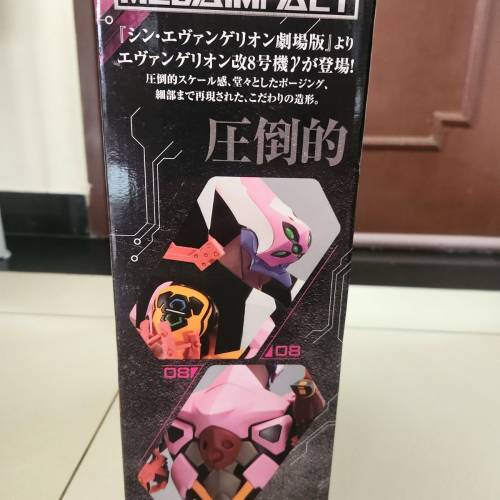 MEGAIMPACT
『シン・エヴァンゲリオン劇場版』より
エヴァンゲリオン改8号機γが登場!
圧倒的スケール感、堂々としたポージング、
細部まで再現された、こだわりの造形。
圧倒的
08
08